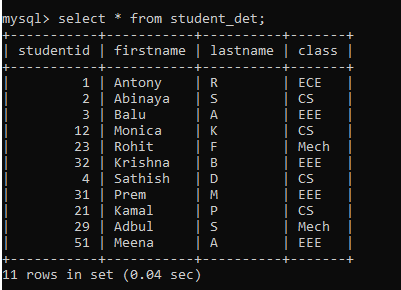 mysql> select * from student_det;
+-----------+-----------+----------+-------+
| studentid | firstname | lastname | class |
+-----------+-----------+----------+-------+
|         1 | Antony    | R        | ECE   |
|         2 | Abinaya   | S        | CS    |
|         3 | Balu      | A        | EEE   |
|        12 | Monica    | K        | CS    |
|        23 | Rohit     | F        | Mech  |
|        32 | Krishna   | B        | EEE   |
|         4 | Sathish   | D        | CS    |
|        31 | Prem      | M        | EEE   |
|        21 | Kamal     | P        | CS    |
|        29 | Adbul     | S        | Mech  |
|        51 | Meena     | A        | EEE   |
+-----------+-----------+----------+-------+
11 rows in set (0.04 sec)